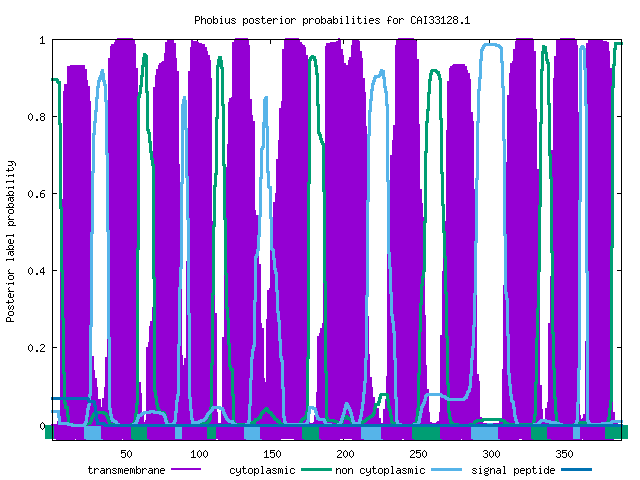 Phobius posterior probabilities for CAI33128.1
1
0.8
0.6
0.4
0.2
0
Posterior label probability
50 100 150 200 250 300 350
transmembrane cytoplasmic non cytoplasmic signal peptide